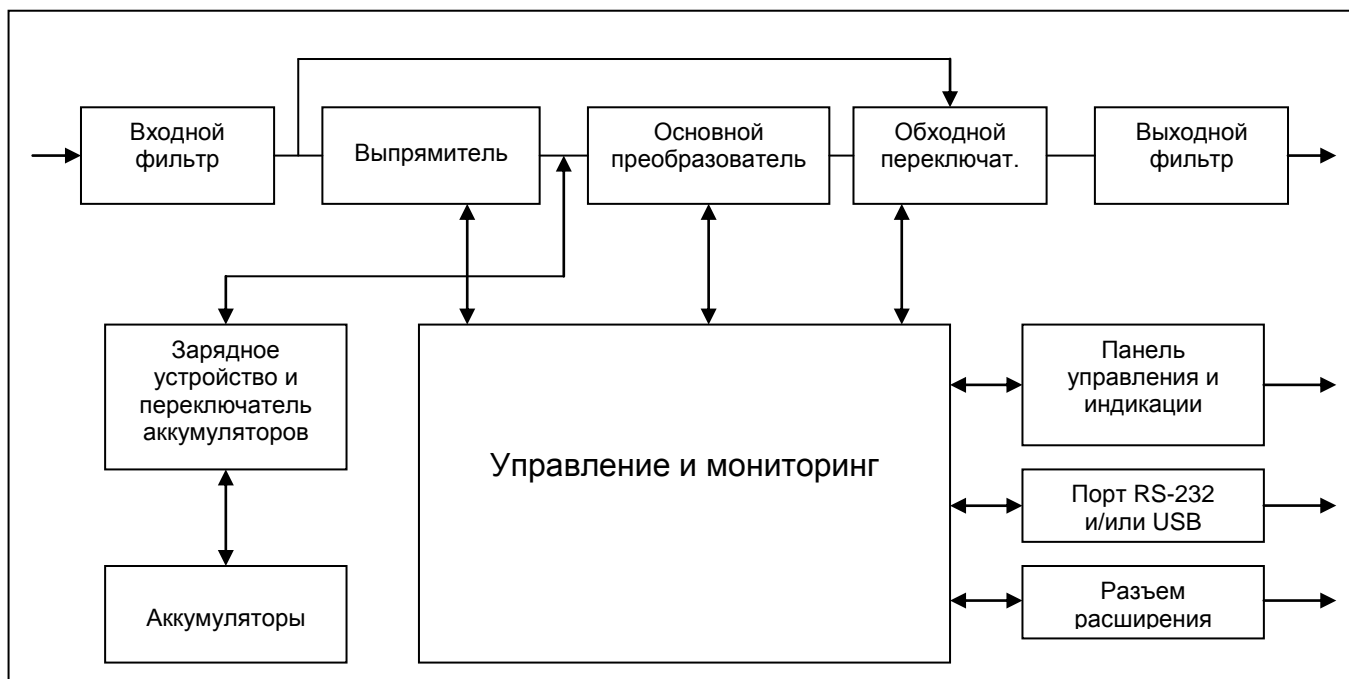 Входной
фильтр
Выпрямитель
Основной
преобразователь
Обходной
переключат.
Выходной
фильтр
Зарядное
устройство и
переключатель
аккумуляторов
Управление и мониторинг
Панель
управления и
индикации
Порт RS-232
и/или USB
Аккумуляторы
Разъем
расширения